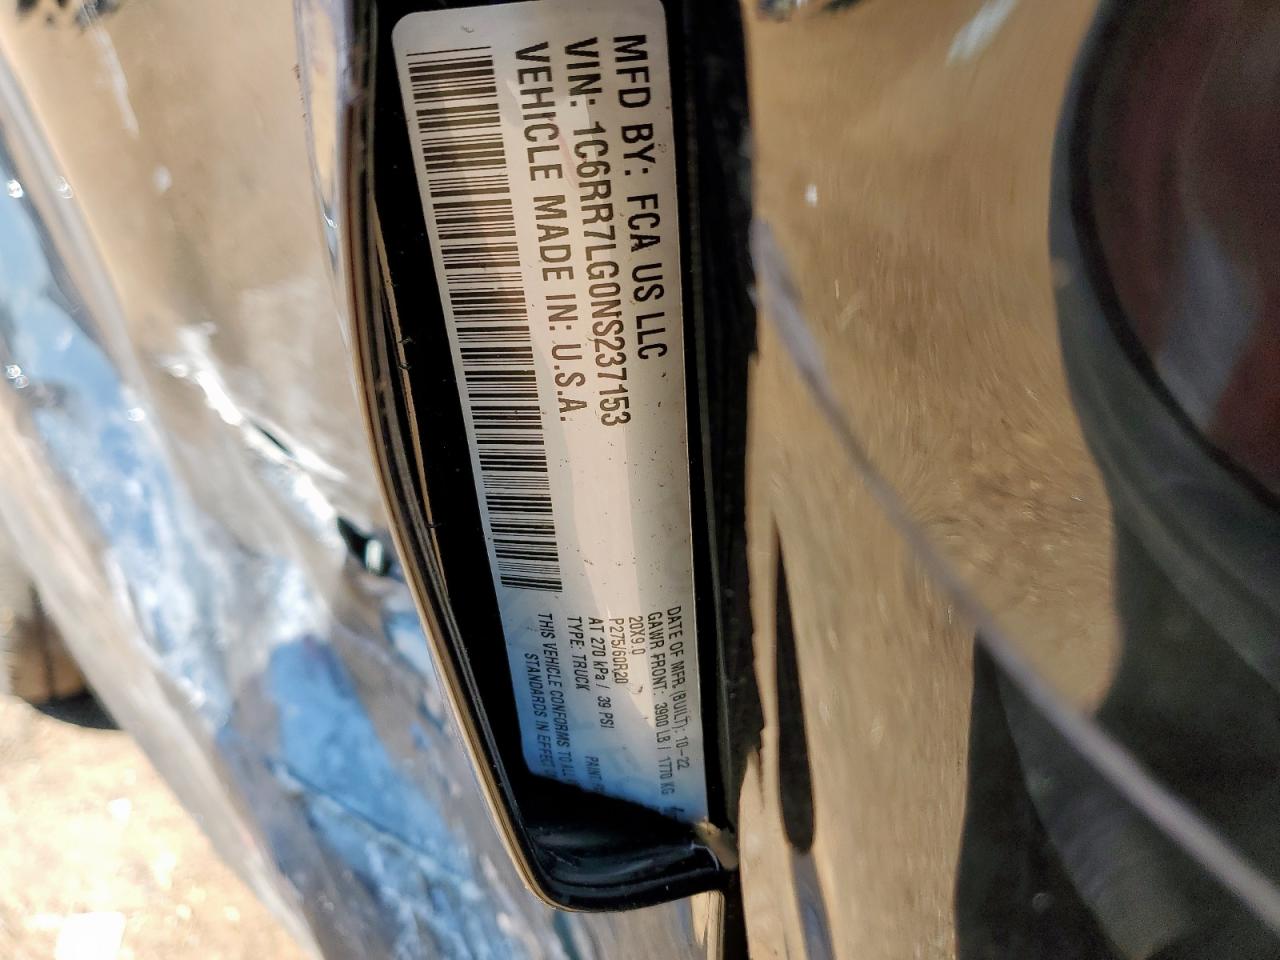 MFD BY: FCA US LLC
VIN: 1C6RR7LG0NS237153
VEHICLE MADE IN: U.S.A.
DATE OF MFR. (BUILT): 10-22
GAWR FRONT: 3900 LB / 1770 KG
20X9.0
P275/60R20
AT 270 kPa / 39 PSI
TYPE: TRUCK
PAINT:
THIS VEHICLE CONFORMS TO ALL
STANDARDS IN EFFECT